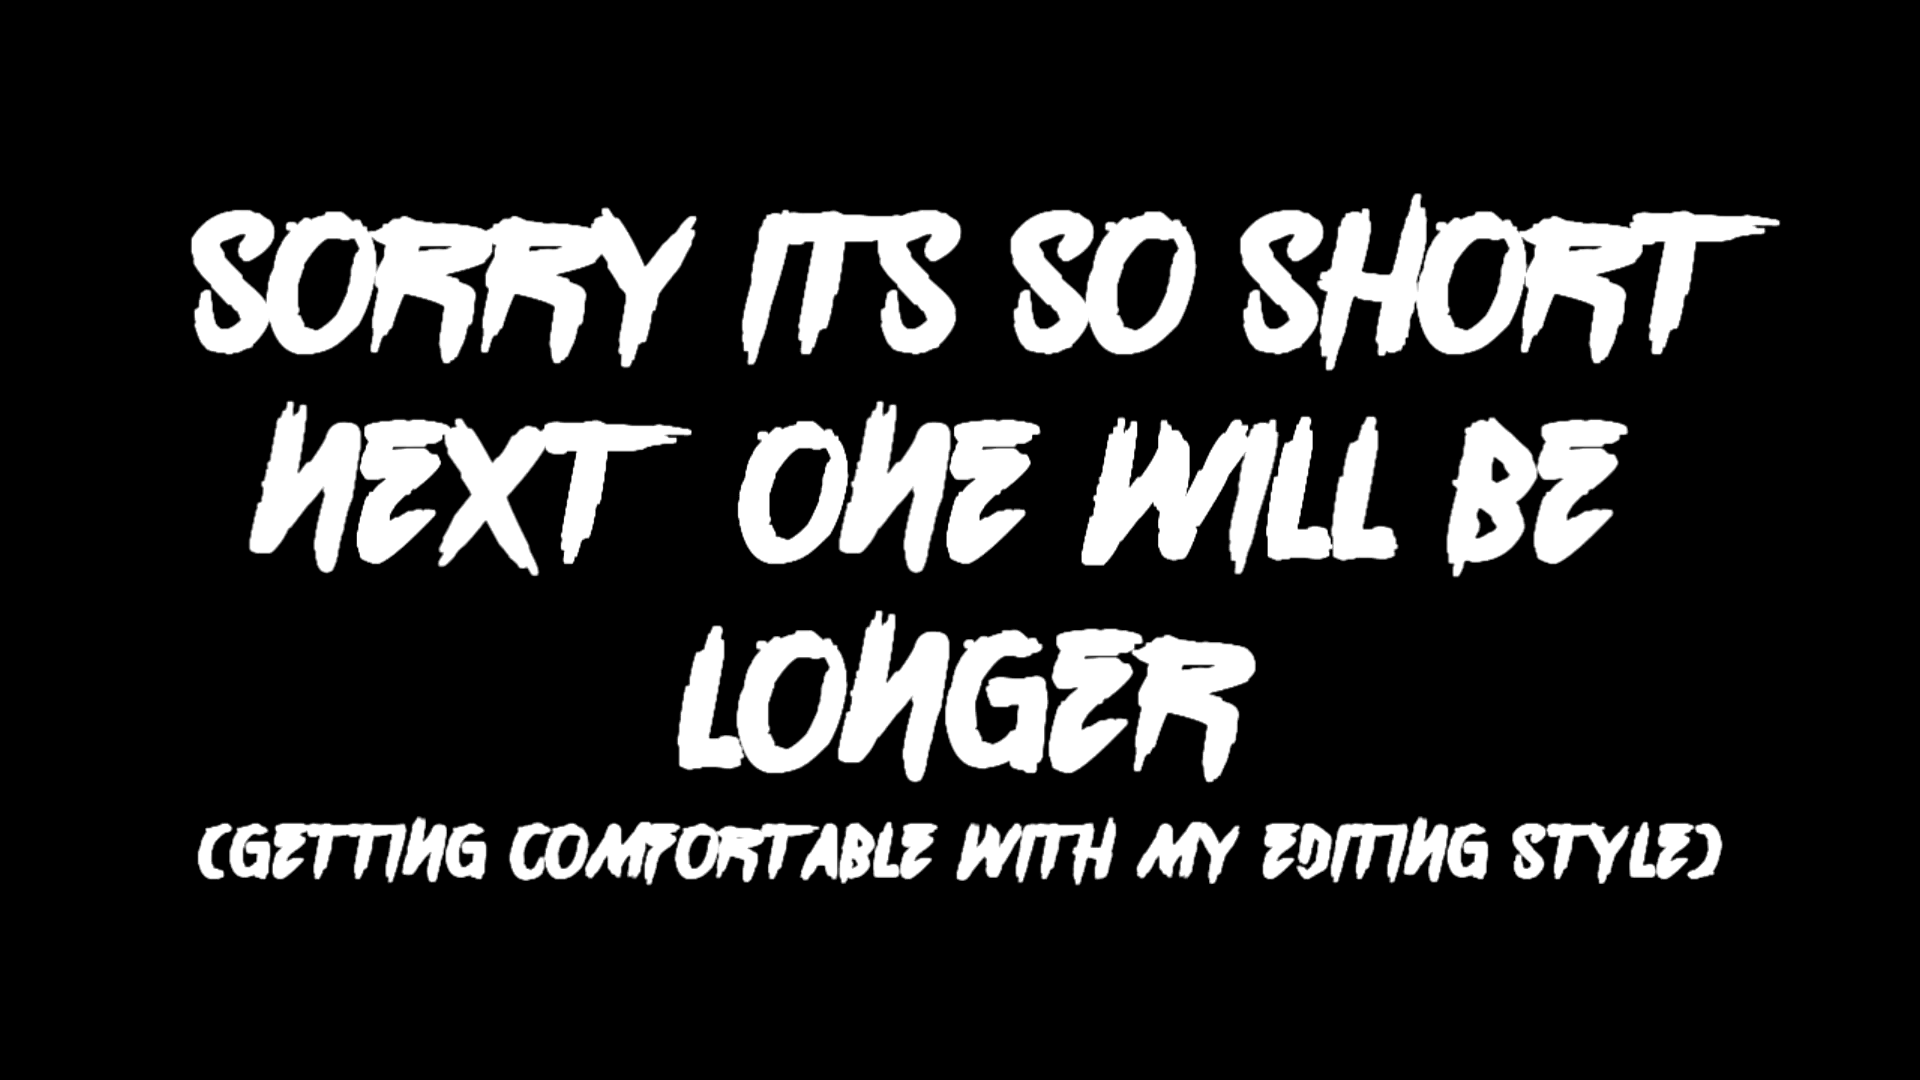 SORRY ITS SO SHORT
NEXT ONE WILL BE
LONGER
(GETTING COMFORTABLE WITH MY EDITING STYLE)